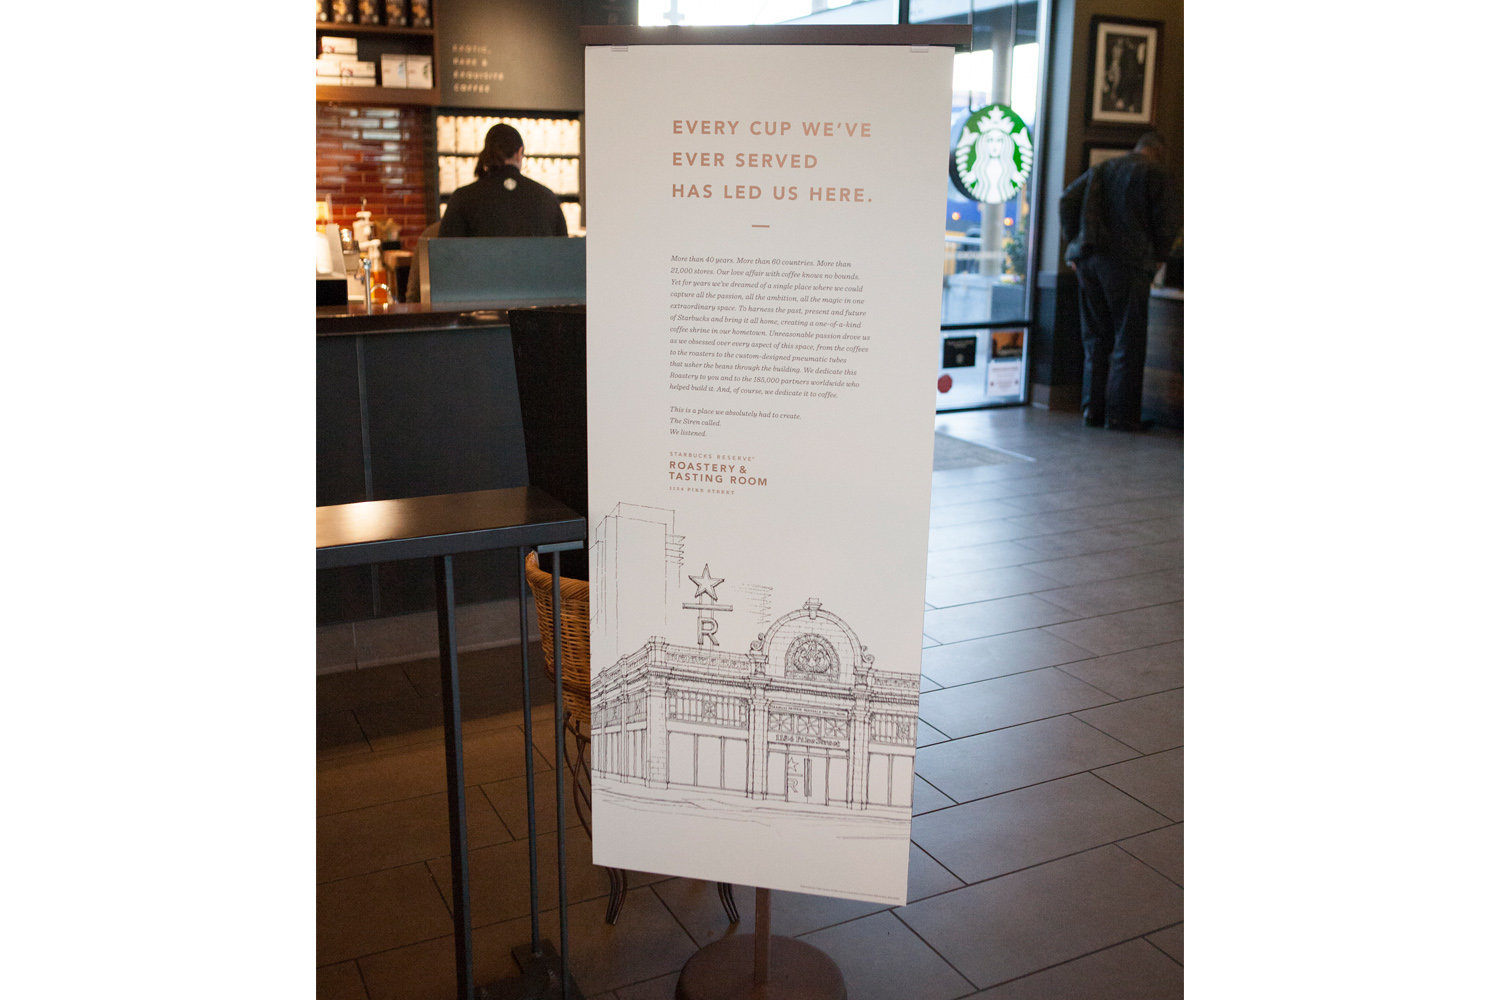 EXOTIC,
RARE &
EXQUISITE
COFFEE
EVERY CUP WE'VE
EVER SERVED
HAS LED US HERE.
More than 40 years. More than 60 countries. More than
21,000 stores. Our love affair with coffee knows no bounds.
Yet for years we've dreamed of a single place where we could
capture all the passion, all the ambition, all the magic in one
extraordinary space. To harness the past, present and future
of Starbucks and bring it all home, creating a one-of-a-kind
coffee shrine in our hometown. Unreasonable passion drove us
as we obsessed over every aspect of this space, from the coffees
to the roasters to the custom-designed pneumatic tubes
that usher the beans through the building. We dedicate this
Roastery to you and to the 185,000 partners worldwide who
helped build it. And, of course, we dedicate it to coffee.
This is a place we absolutely had to create.
The Siren called.
We listened.
STARBUCKS RESERVE®
ROASTERY &
TASTING ROOM
1124 PIKE STREET
R
1124 Pike Street
R